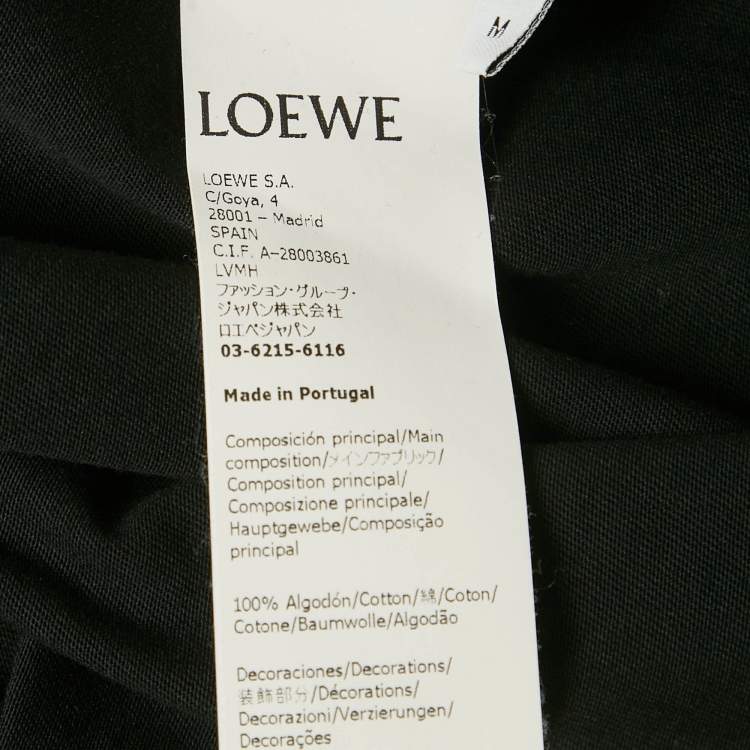 M
LOEWE
LOEWE S.A.
C/Goya, 4
28001 – Madrid
SPAIN
C.I.F. A-28003861
LVMH
ファッション・グループ・
ジャパン株式会社
ロエベジャパン
03-6215-6116
Made in Portugal
Composición principal/Main
composition/メインファブリック/
Composition principal/
Composizione principale/
Hauptgewebe/Composição
principal
100% Algodón/Cotton/綿/Coton/
Cotone/Baumwolle/Algodão
Decoraciones/Decorations/
装飾部分/Décorations/
Decorazioni/Verzierungen/
Decorações